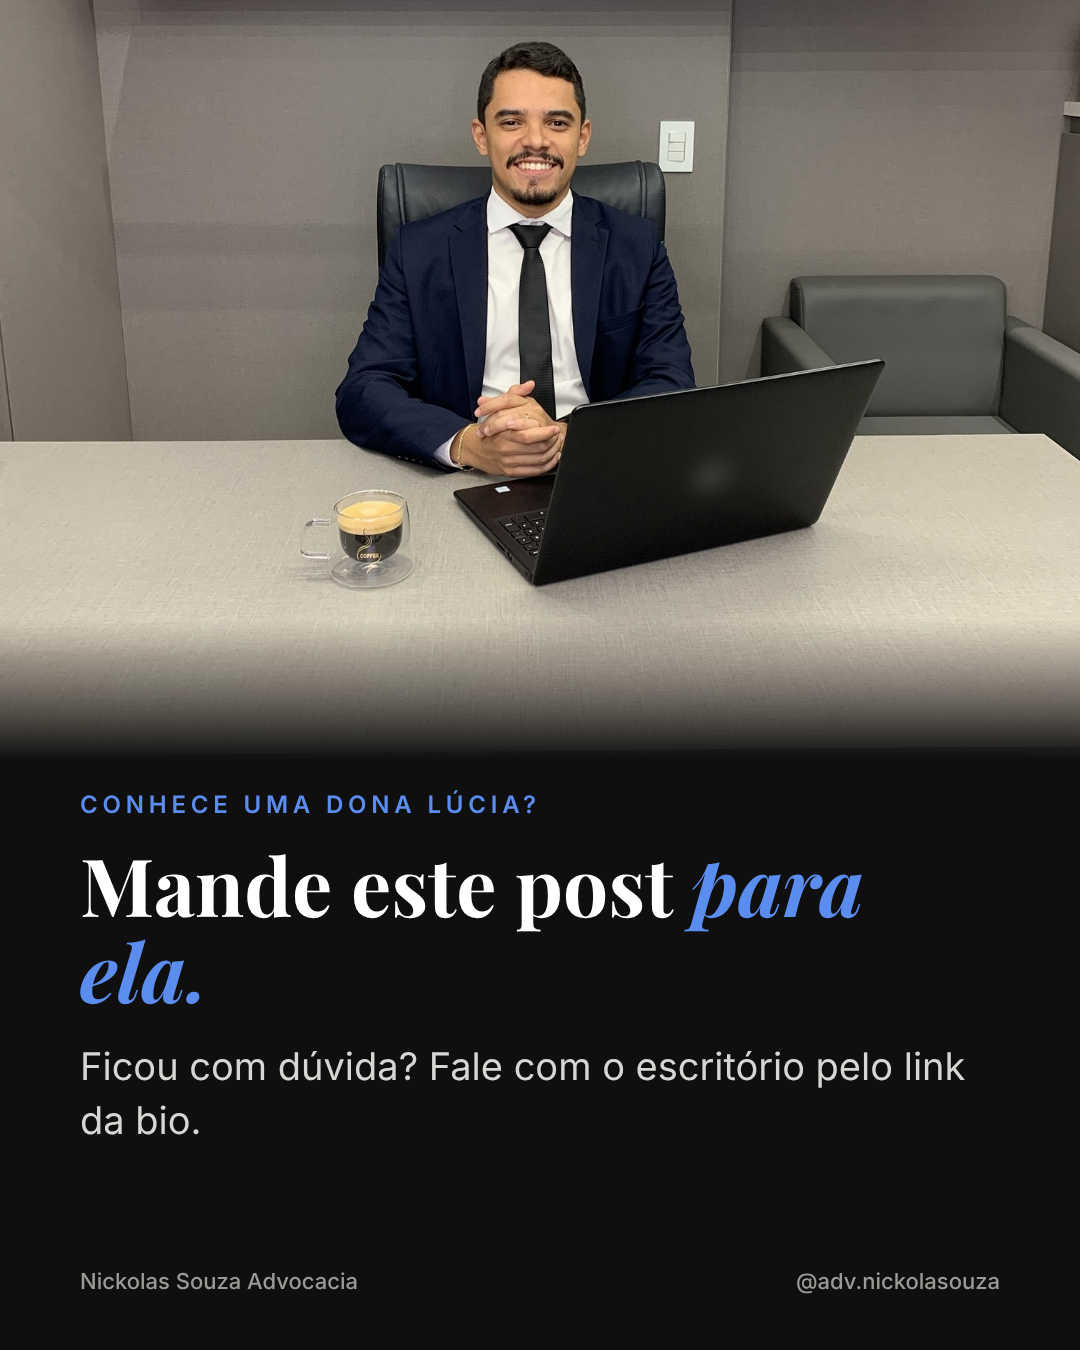 COFFEE
CONHECE UMA DONA LÚCIA?
Mande este post para
ela.
Ficou com dúvida? Fale com o escritório pelo link
da bio.
Nickolas Souza Advocacia
@adv.nickolasouza